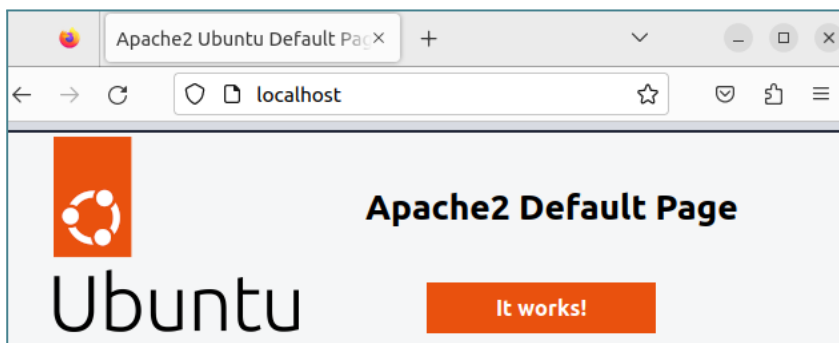 Apache2 Ubuntu Default Pag
localhost
Apache2 Default Page
Ubuntu
It works!